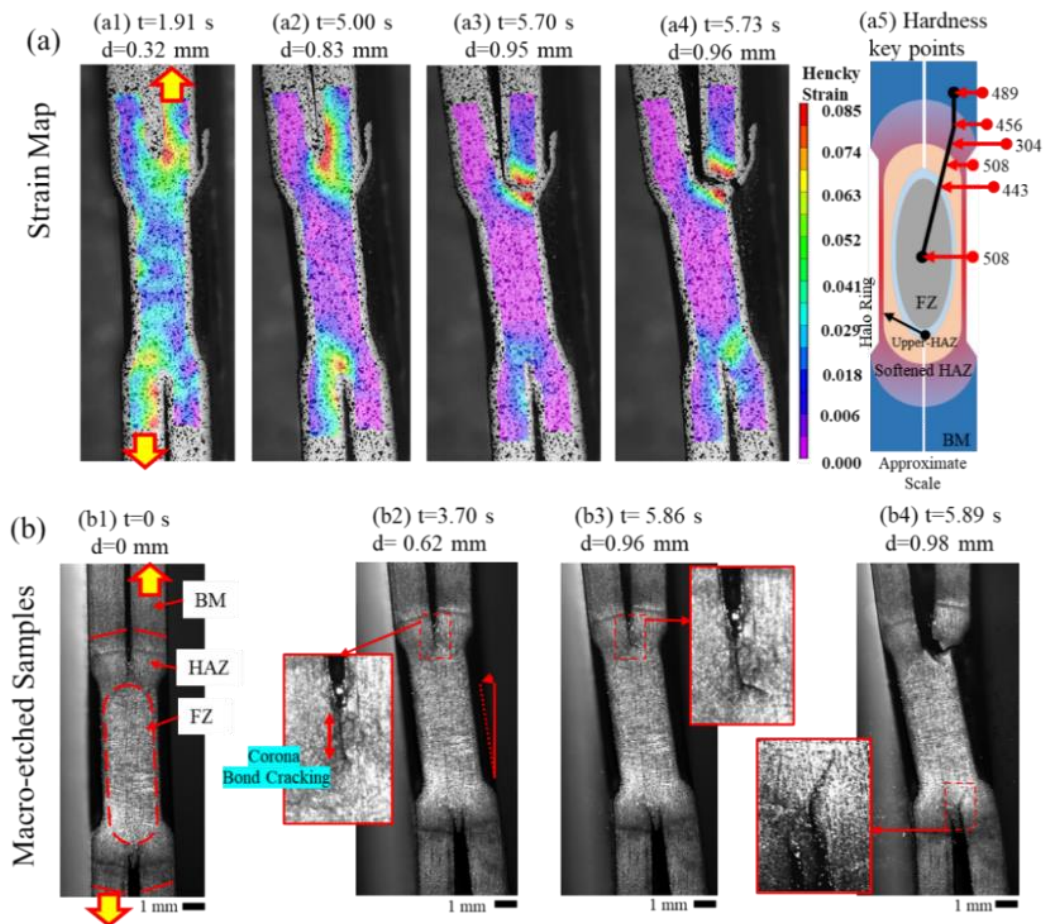 (a)
Strain Map
(a1) t=1.91 s
d=0.32 mm
(a2) t=5.00 s
d=0.83 mm
(a3) t=5.70 s
d=0.95 mm
(a4) t=5.73 s
d=0.96 mm
Hencky
Strain
0.085
0.074
0.063
0.052
0.041
0.029
0.018
0.006
0.000
(a5) Hardness
key points
489
456
304
508
443
508
FZ
Halo Ring
Upper-HAZ
Softened HAZ
BM
Approximate
Scale
(b)
Macro-etched Samples
(b1) t=0 s
d=0 mm
BM
HAZ
FZ
1 mm
(b2) t=3.70 s
d= 0.62 mm
Corona
Bond Cracking
1 mm
(b3) t= 5.86 s
d=0.96 mm
1 mm
(b4) t=5.89 s
d=0.98 mm
1 mm